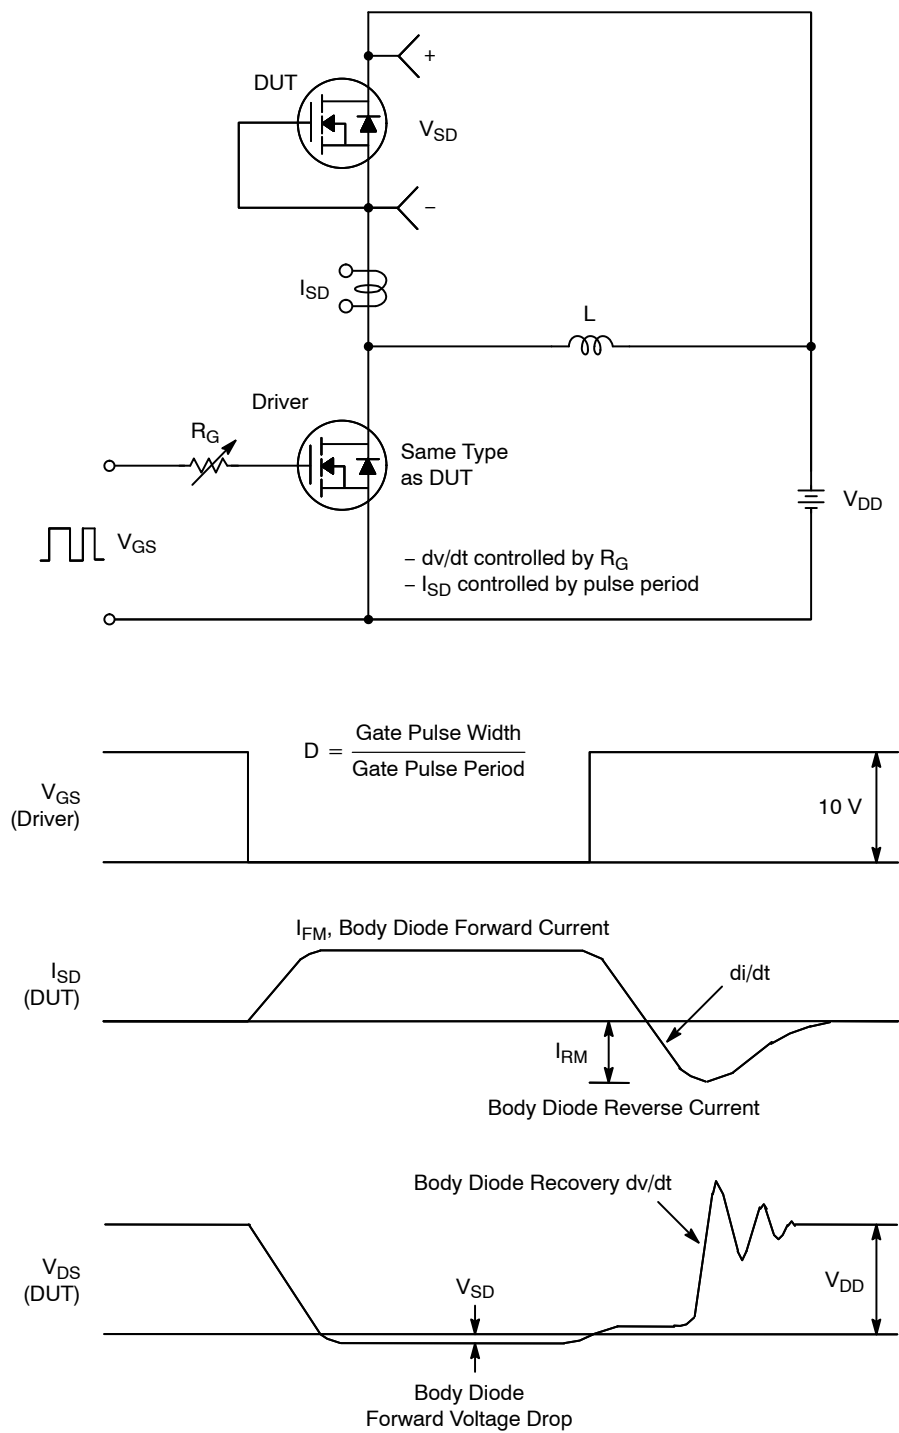 +
DUT
V_SD
−
I_SD
L
Driver
R_G
Same Type
as DUT
V_DD
V_GS
− dv/dt controlled by R_G
− I_SD controlled by pulse period
D = Gate Pulse Width
Gate Pulse Period
V_GS
(Driver)
10 V
I_FM, Body Diode Forward Current
I_SD
(DUT)
di/dt
I_RM
Body Diode Reverse Current
Body Diode Recovery dv/dt
V_DS
(DUT)
V_SD
V_DD
Body Diode
Forward Voltage Drop